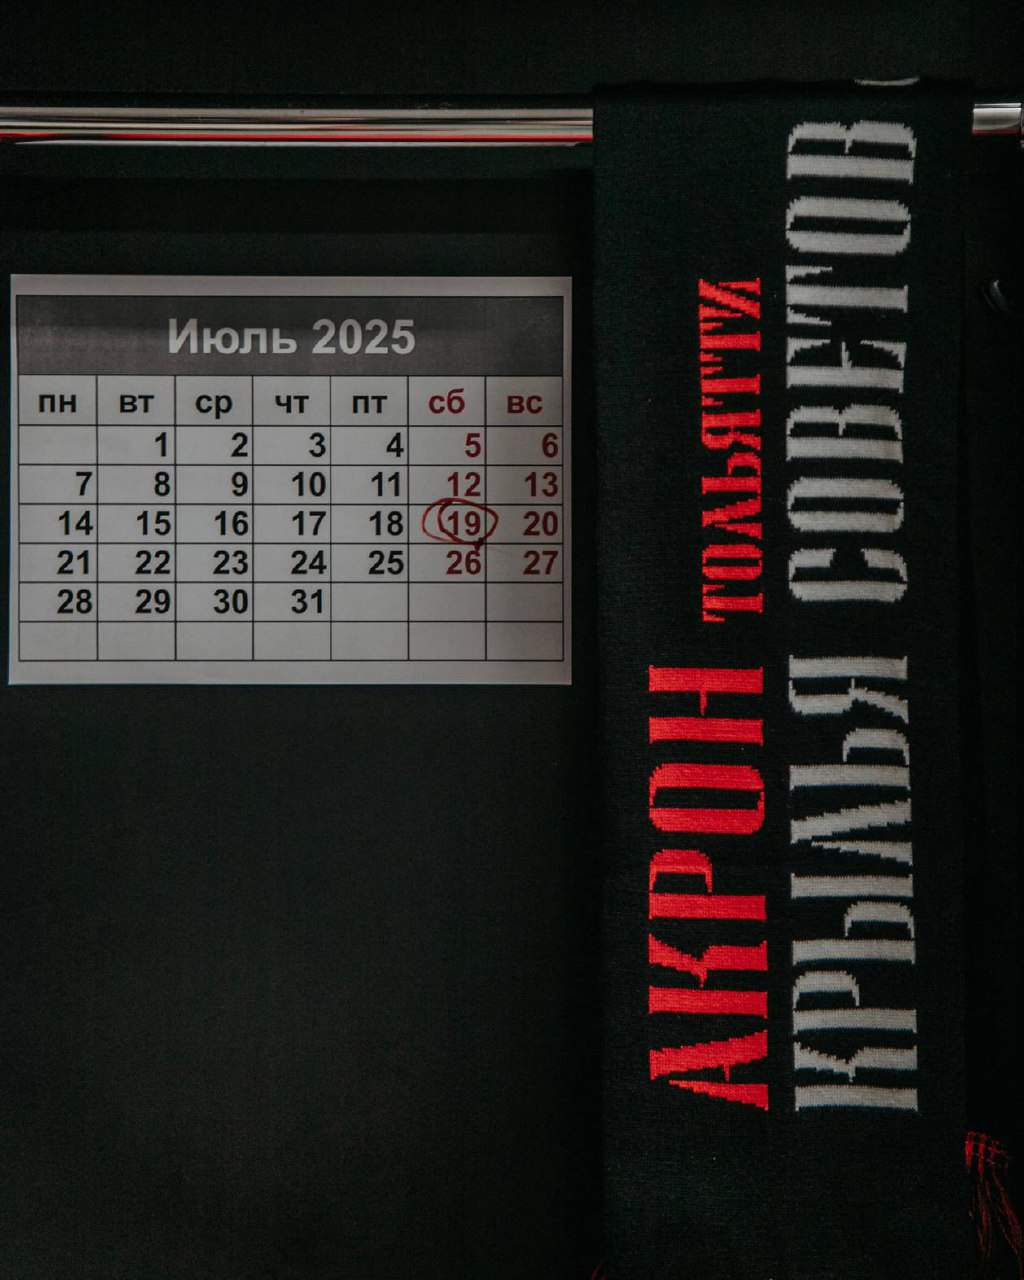 Июль 2025
пн вт ср чт пт сб вс
1 2 3 4 5 6
7 8 9 10 11 12 13
14 15 16 17 18 19 20
21 22 23 24 25 26 27
28 29 30 31
АКРОН ТОЛЬЯТТИ
КРЫЛЬЯ СОВЕТОВ